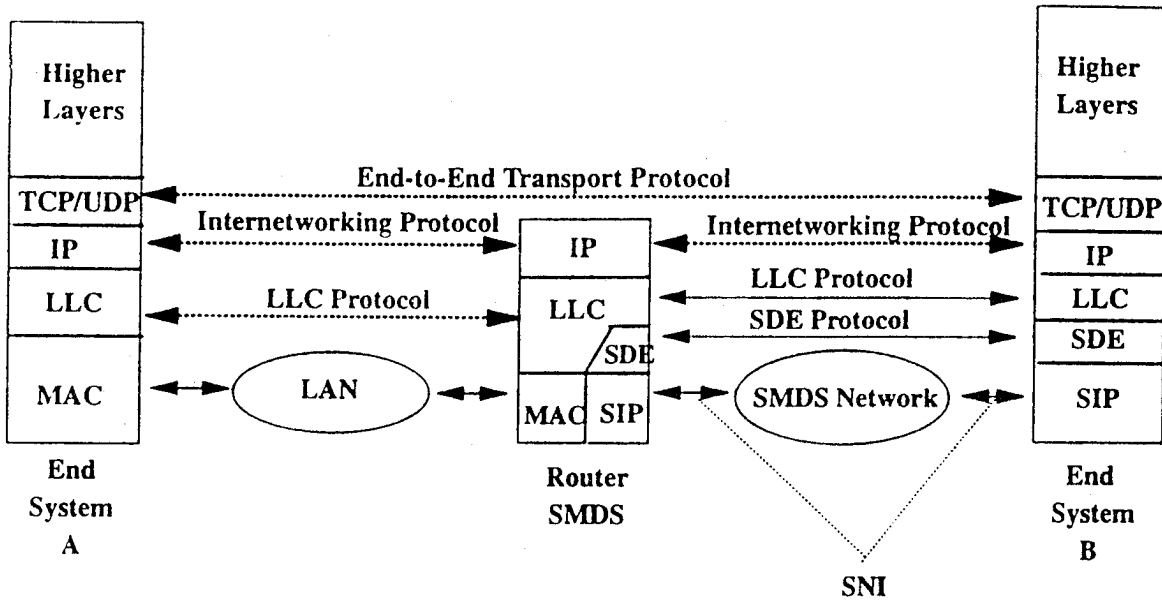 Higher
Layers
Higher
Layers
End-to-End Transport Protocol
TCP/UDP
TCP/UDP
Internetworking Protocol
Internetworking Protocol
IP
IP
IP
LLC Protocol
LLC Protocol
LLC
LLC
LLC
SDE Protocol
SDE
SDE
MAC
LAN
MAC
SIP
SMDS Network
SIP
End
System
A
Router
SMDS
End
System
B
SNI